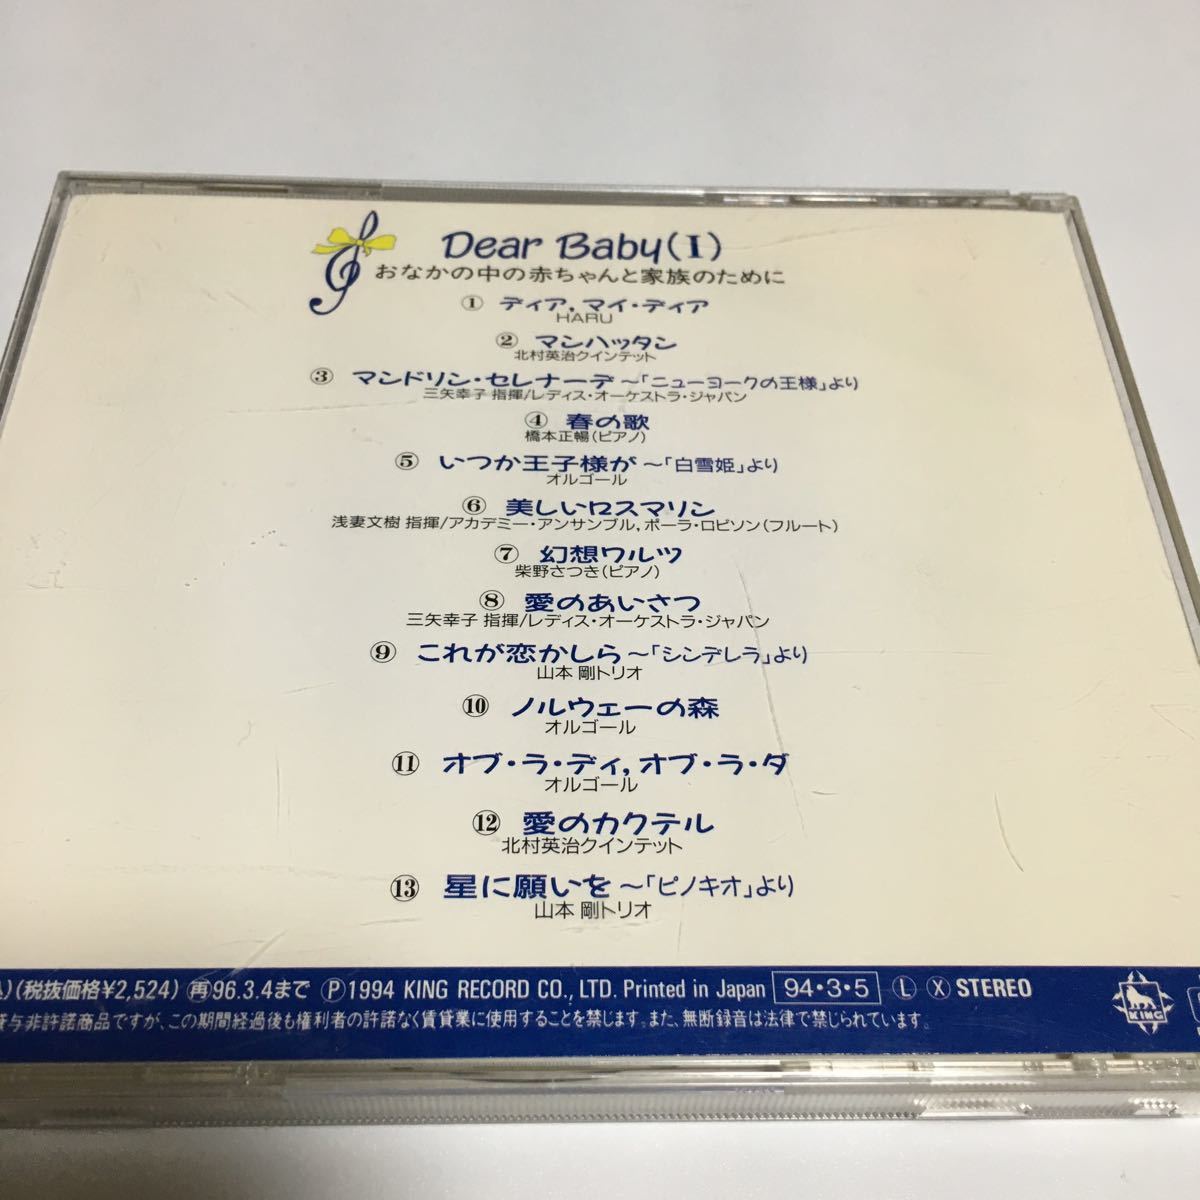 Dear Baby(I)
おなかの中の赤ちゃんと家族のために
① ディア, マイ・ディア
HARU
② マンハッタン
北村英治クインテット
③ マンドリン・セレナーデ～「ニューヨークの王様」より
三矢幸子 指揮/レディス・オーケストラ・ジャパン
④ 春の歌
橋本正暢(ピアノ)
⑤ いつか王子様が～「白雪姫」より
オルゴール
⑥ 美しいロスマリン
浅妻文樹 指揮/アカデミー・アンサンブル, ポーラ・ロビソン(フルート)
⑦ 幻想ワルツ
柴野さつき(ピアノ)
⑧ 愛のあいさつ
三矢幸子 指揮/レディス・オーケストラ・ジャパン
⑨ これが恋かしら～「シンデレラ」より
山本 剛トリオ
⑩ ノルウェーの森
オルゴール
⑪ オブ・ラ・ディ, オブ・ラ・ダ
オルゴール
⑫ 愛のカクテル
北村英治クインテット
⑬ 星に願いを～「ピノキオ」より
山本 剛トリオ
)(税抜価格¥2,524) 再96.3.4まで Ⓟ1994 KING RECORD CO., LTD. Printed in Japan 94・3・5 Ⓛ Ⓧ STEREO
貸与非許諾商品ですが、この期間経過後も権利者の許諾なく賃貸業に使用することを禁じます。また、無断録音は法律で禁じられています。
KING